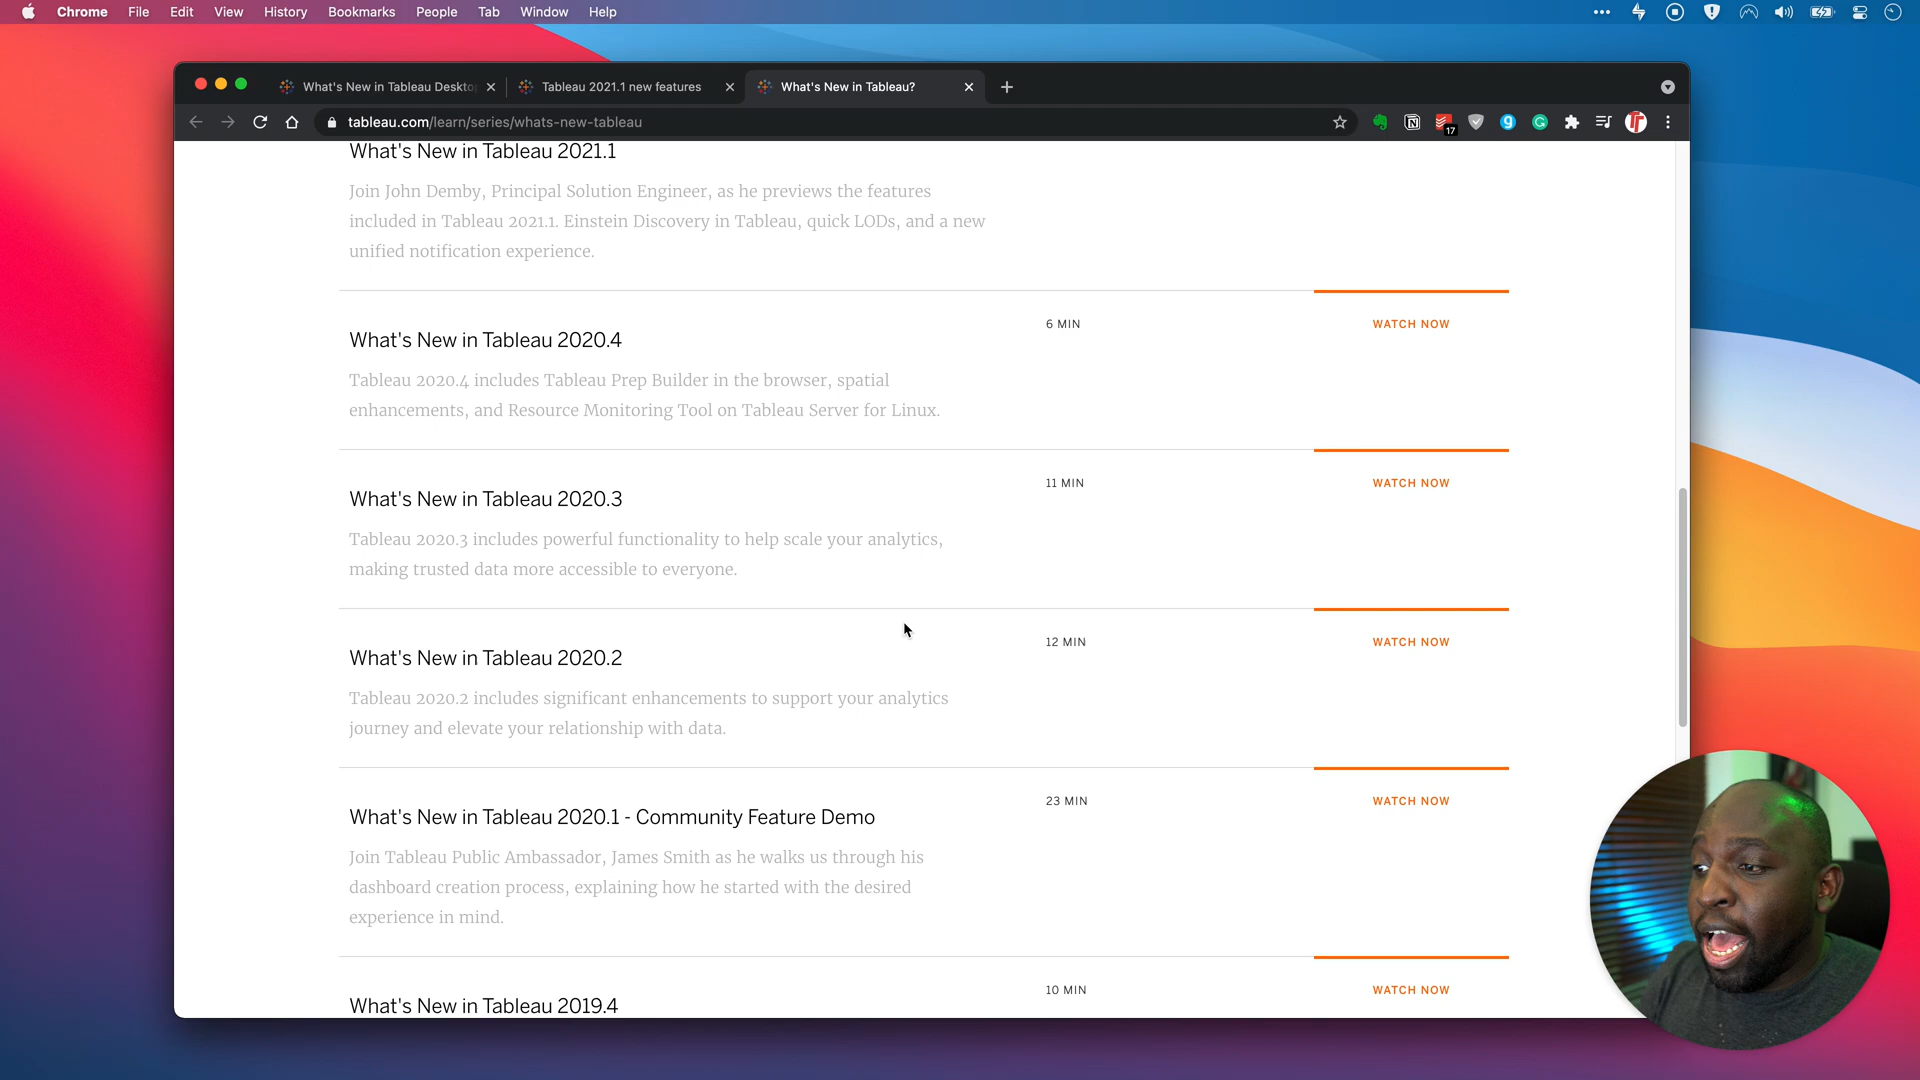 Chrome File Edit View History Bookmarks People Tab Window Help
What's New in Tableau Deskto
Tableau 2021.1 new features
What's New in Tableau?
tableau.com/learn/series/whats-new-tableau
17
What's New in Tableau 2021.1
Join John Demby, Principal Solution Engineer, as he previews the features
included in Tableau 2021.1. Einstein Discovery in Tableau, quick LODs, and a new
unified notification experience.
What's New in Tableau 2020.4
6 MIN
WATCH NOW
Tableau 2020.4 includes Tableau Prep Builder in the browser, spatial
enhancements, and Resource Monitoring Tool on Tableau Server for Linux.
What's New in Tableau 2020.3
11 MIN
WATCH NOW
Tableau 2020.3 includes powerful functionality to help scale your analytics,
making trusted data more accessible to everyone.
What's New in Tableau 2020.2
12 MIN
WATCH NOW
Tableau 2020.2 includes significant enhancements to support your analytics
journey and elevate your relationship with data.
What's New in Tableau 2020.1 - Community Feature Demo
23 MIN
WATCH NOW
Join Tableau Public Ambassador, James Smith as he walks us through his
dashboard creation process, explaining how he started with the desired
experience in mind.
What's New in Tableau 2019.4
10 MIN
WATCH NOW